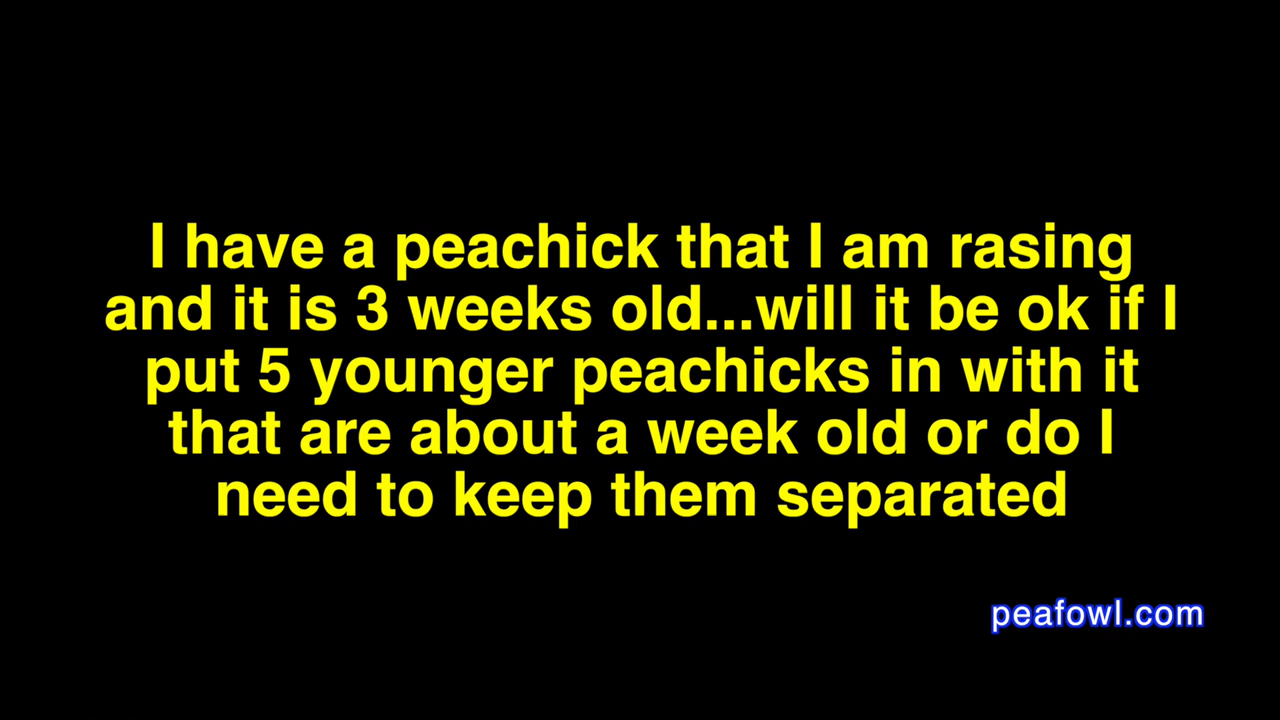 I have a peachick that I am rasing
and it is 3 weeks old...will it be ok if I
put 5 younger peachicks in with it
that are about a week old or do I
need to keep them separated
peafowl.com